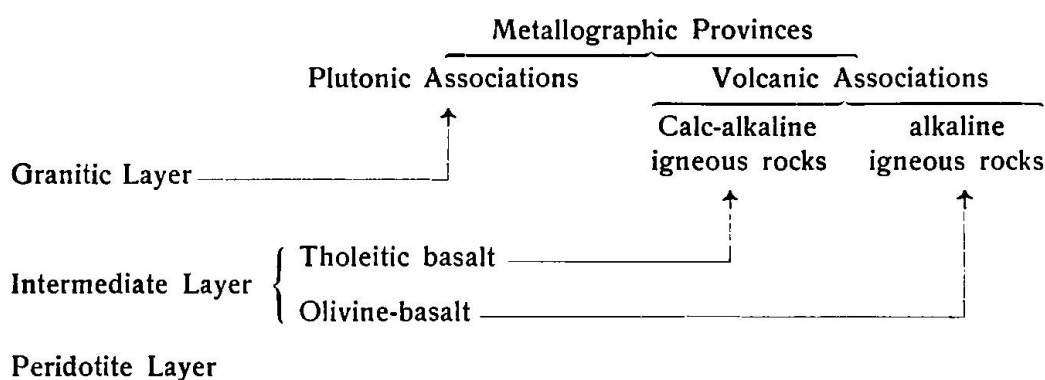 Metallographic Provinces
Plutonic Associations Volcanic Associations
Calc-alkaline alkaline
igneous rocks igneous rocks
Granitic Layer
Tholeitic basalt
Intermediate Layer
Olivine-basalt
Peridotite Layer